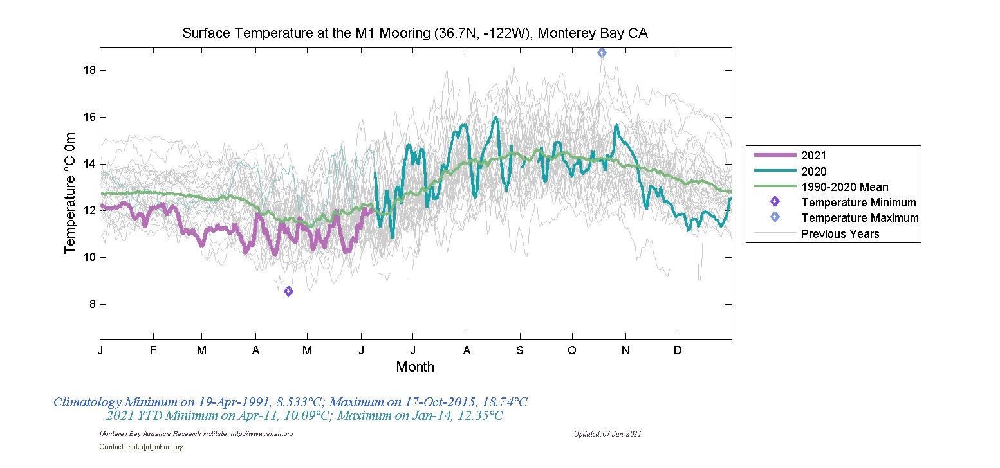 Surface Temperature at the M1 Mooring (36.7N, -122W), Monterey Bay CA
Temperature °C 0m
18
16
14
12
10
8
J F M A M J J A S O N D
Month
2021
2020
1990-2020 Mean
Temperature Minimum
Temperature Maximum
Previous Years
Climatology Minimum on 19-Apr-1991, 8.533°C; Maximum on 17-Oct-2015, 18.74°C
2021 YTD Minimum on Apr-11, 10.09°C; Maximum on Jan-14, 12.35°C
Monterey Bay Aquarium Research Institute: http://www.mbari.org
Updated:07-Jun-2021
Contact: reiko[at]mbari.org